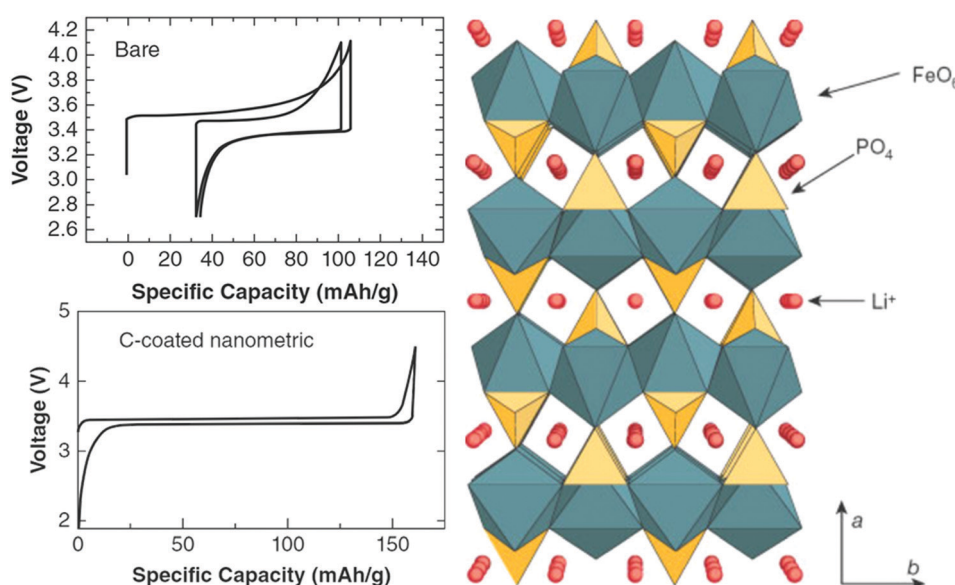 Bare
Voltage (V)
4.2
4.0
3.8
3.6
3.4
3.2
3.0
2.8
2.6
0 20 40 60 80 100 120 140
Specific Capacity (mAh/g)
C-coated nanometric
Voltage (V)
5
4
3
2
0 50 100 150
Specific Capacity (mAh/g)
FeO₆
PO₄
Li⁺
a
b